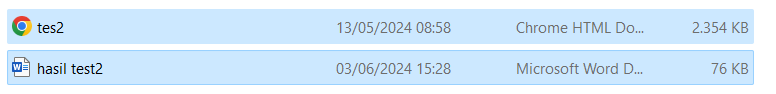 tes2 13/05/2024 08:58 Chrome HTML Do... 2.354 KB
hasil test2 03/06/2024 15:28 Microsoft Word D... 76 KB